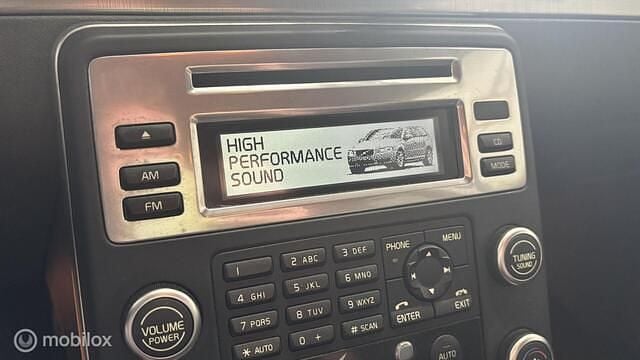 HIGH
PERFORMANCE
SOUND
AM
FM
CD
MODE
PHONE
MENU
1
2 ABC
3 DEF
4 GHI
5 JKL
6 MNO
7 PQRS
8 TUV
9 WXYZ
* AUTO
0 +
# SCAN
ENTER
EXIT
VOLUME
POWER
TUNING
SOUND
AUTO
mobilox